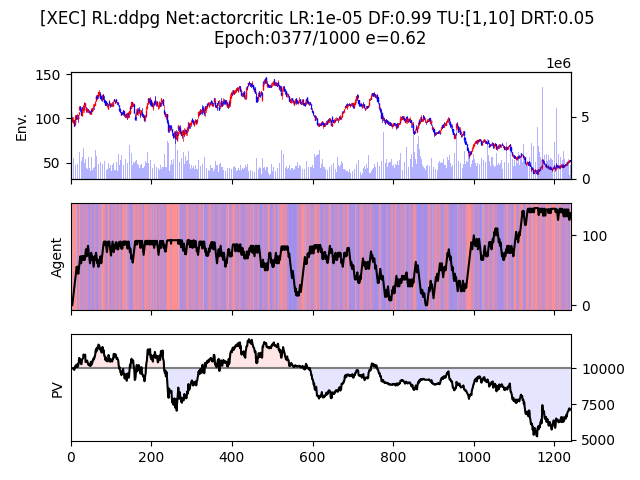 [XEC] RL:ddpg Net:actorcritic LR:1e-05 DF:0.99 TU:[1,10] DRT:0.05
Epoch:0377/1000 e=0.62
1e6
150
100
50
Env.
5
0
Agent
100
0
PV
10000
7500
5000
0
200
400
600
800
1000
1200